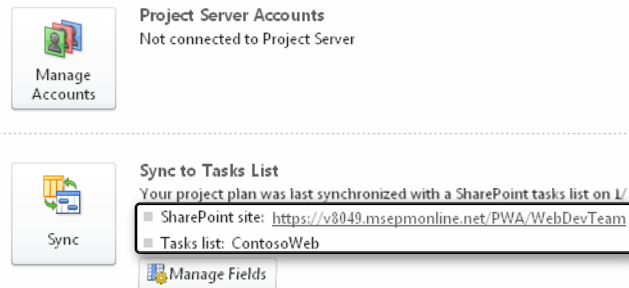 Project Server Accounts
Not connected to Project Server
Manage
Accounts
Sync to Tasks List
Your project plan was last synchronized with a SharePoint tasks list on 1/
SharePoint site: https://v8049.msepmonline.net/PWA/WebDevTeam
Sync
Tasks list: ContosoWeb
Manage Fields